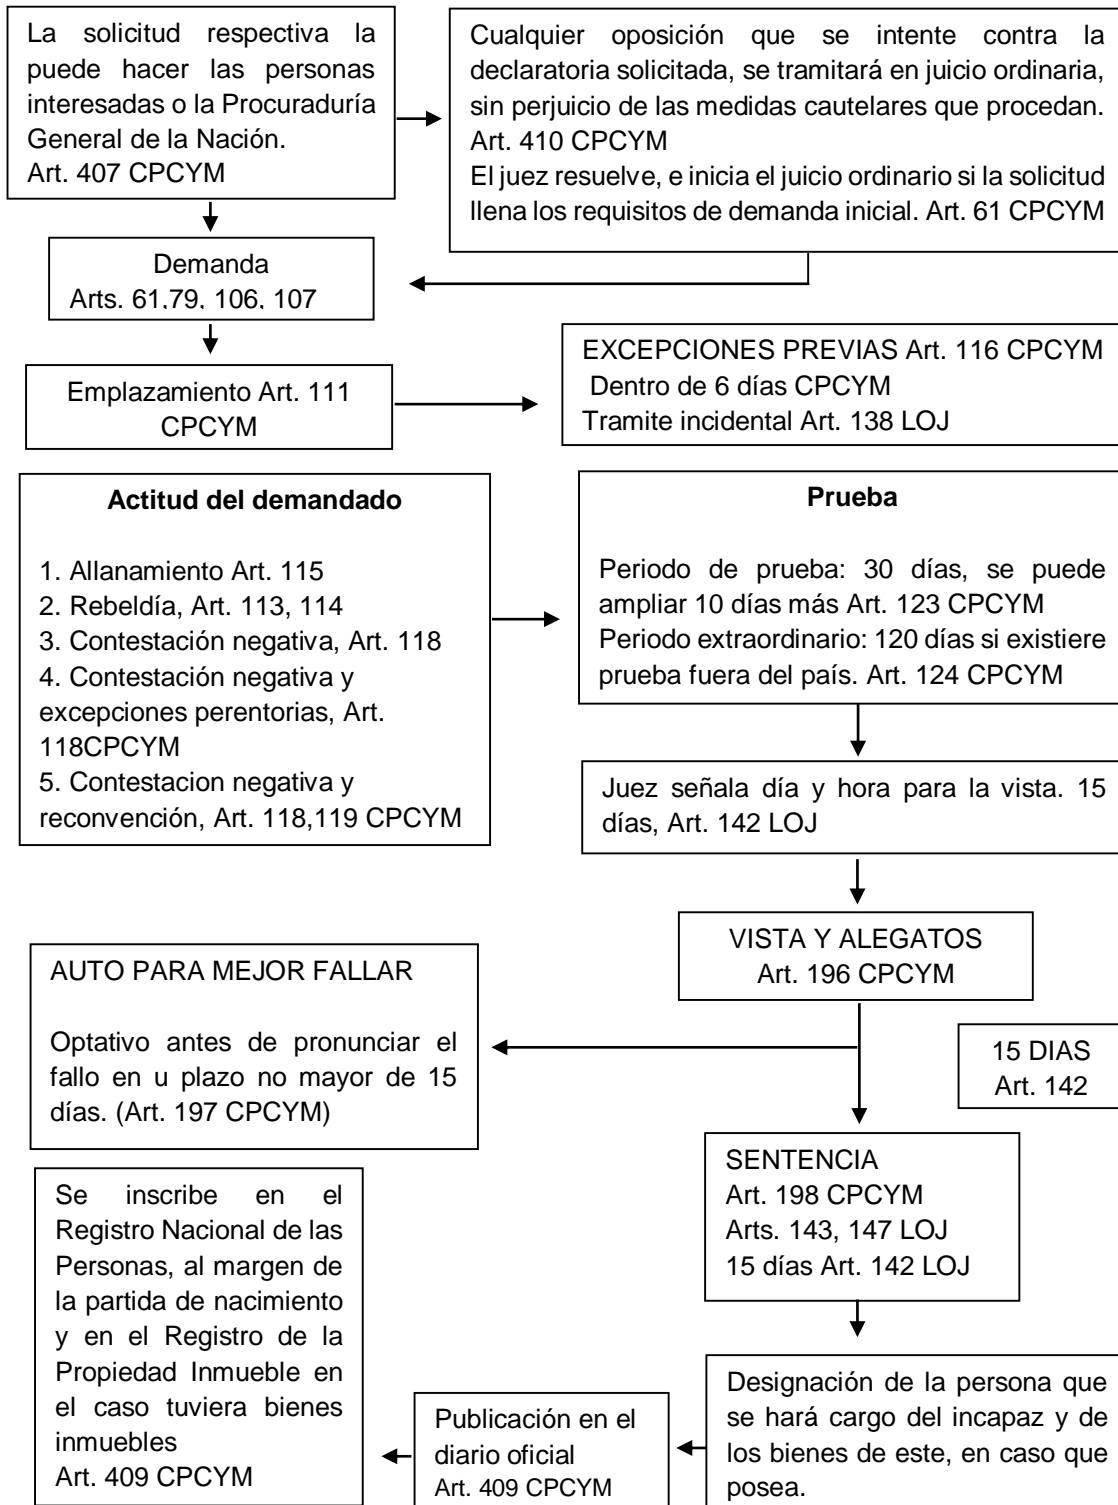 La solicitud respectiva la
puede hacer las personas
interesadas o la Procuraduría
General de la Nación.
Art. 407 CPCYM
Cualquier oposición que se intente contra la
declaratoria solicitada, se tramitará en juicio ordinaria,
sin perjuicio de las medidas cautelares que procedan.
Art. 410 CPCYM
El juez resuelve, e inicia el juicio ordinario si la solicitud
llena los requisitos de demanda inicial. Art. 61 CPCYM
Demanda
Arts. 61,79, 106, 107
Emplazamiento Art. 111
CPCYM
EXCEPCIONES PREVIAS Art. 116 CPCYM
Dentro de 6 días CPCYM
Tramite incidental Art. 138 LOJ
Actitud del demandado
1. Allanamiento Art. 115
2. Rebeldía, Art. 113, 114
3. Contestación negativa, Art. 118
4. Contestación negativa y
excepciones perentorias, Art.
118CPCYM
5. Contestacion negativa y
reconvención, Art. 118,119 CPCYM
Prueba
Periodo de prueba: 30 días, se puede
ampliar 10 días más Art. 123 CPCYM
Periodo extraordinario: 120 días si existiere
prueba fuera del país. Art. 124 CPCYM
Juez señala día y hora para la vista. 15
días, Art. 142 LOJ
VISTA Y ALEGATOS
Art. 196 CPCYM
AUTO PARA MEJOR FALLAR
Optativo antes de pronunciar el
fallo en u plazo no mayor de 15
días. (Art. 197 CPCYM)
15 DIAS
Art. 142
SENTENCIA
Art. 198 CPCYM
Arts. 143, 147 LOJ
15 días Art. 142 LOJ
Designación de la persona que
se hará cargo del incapaz y de
los bienes de este, en caso que
posea.
Publicación en el
diario oficial
Art. 409 CPCYM
Se inscribe en el
Registro Nacional de las
Personas, al margen de
la partida de nacimiento
y en el Registro de la
Propiedad Inmueble en
el caso tuviera bienes
inmuebles
Art. 409 CPCYM